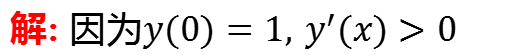 解: 因为y(0) = 1, y′(x) > 0